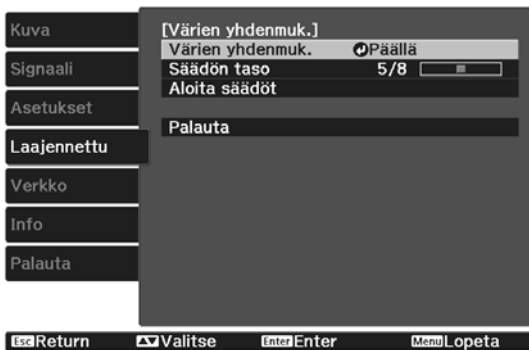 Kuva
Signaali
Asetukset
Laajennettu
Verkko
Info
Palauta
[Värien yhdenmuk.]
Värien yhdenmuk. Päällä
Säädön taso 5/8
Aloita säädöt
Palauta
Esc Return Valitse Enter Enter Menu Lopeta